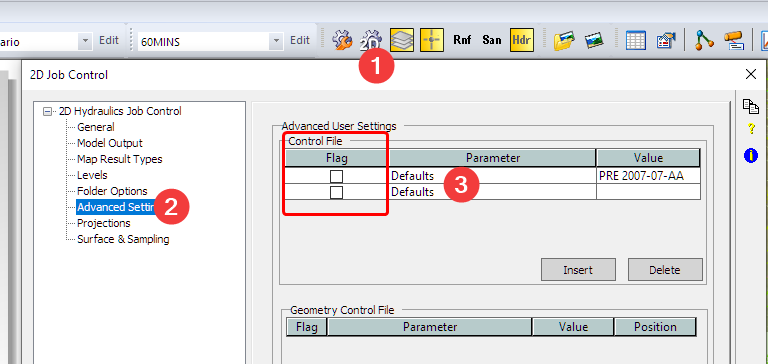 ario Edit 60MINS Edit 2D Rnf San Hdr
1
2D Job Control
2D Hydraulics Job Control
General
Model Output
Map Result Types
Levels
Folder Options
Advanced Settin
2
Projections
Surface & Sampling
Advanced User Settings
Control File
Flag Parameter Value
Defaults PRE 2007-07-AA
Defaults
3
Insert Delete
Geometry Control File
Flag Parameter Value Position